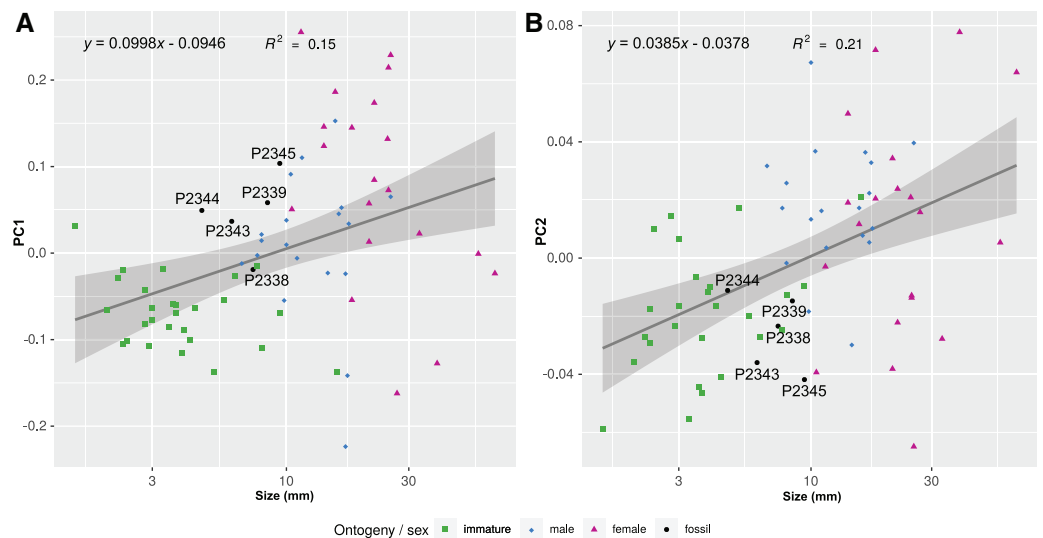 A
y = 0.0998x - 0.0946
R² = 0.15
PC1
0.2
0.1
0.0
-0.1
-0.2
P2345
P2344
P2339
P2343
P2338
3
10
30
Size (mm)
B
y = 0.0385x - 0.0378
R² = 0.21
PC2
0.08
0.04
0.00
-0.04
P2344
P2339
P2338
P2343
P2345
3
10
30
Size (mm)
Ontogeny / sex immature male female fossil